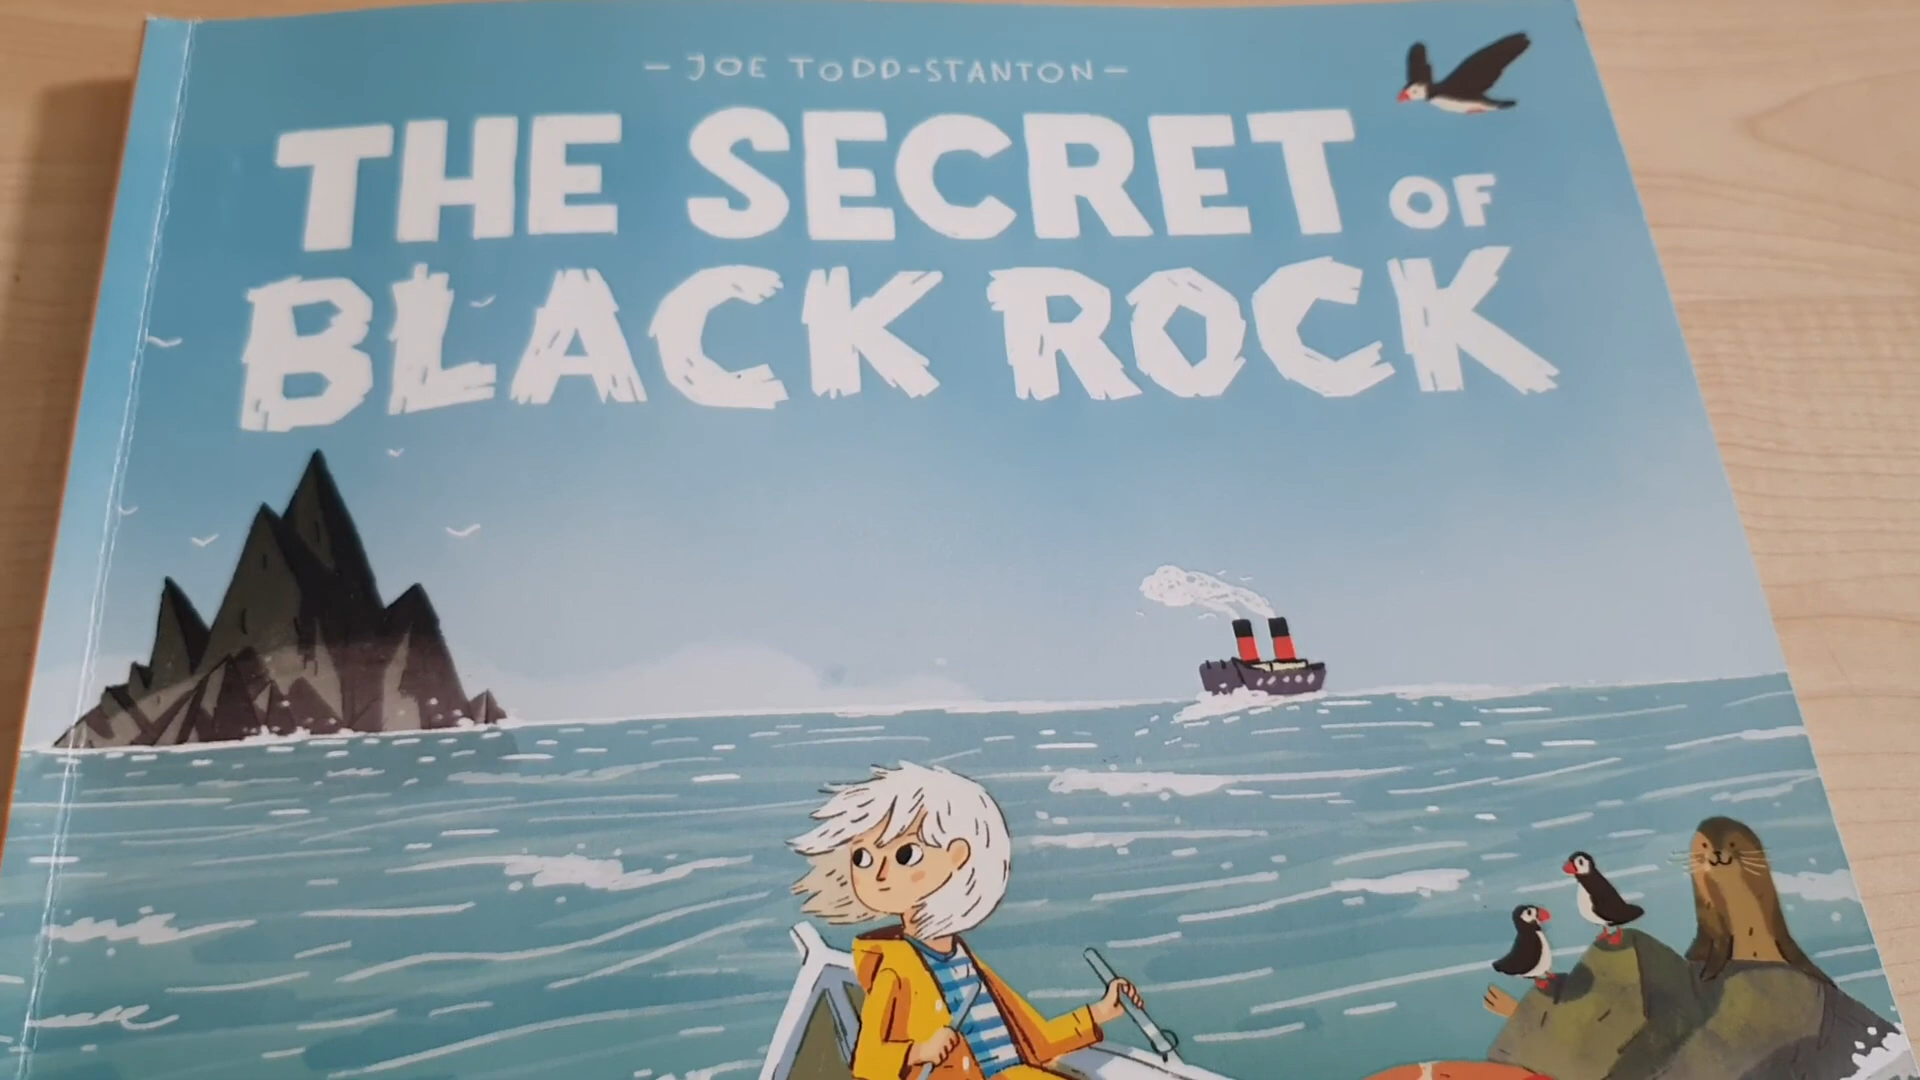 — JOE TODD-STANTON —
THE SECRET OF
BLACK ROCK